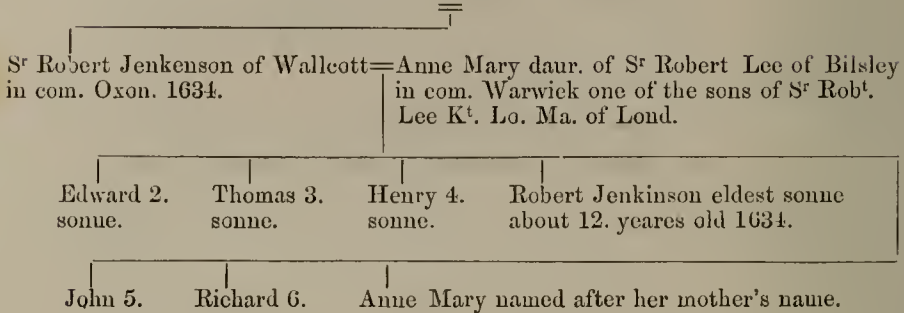 Sr Robert Jenkenson of Wallcott=Anne Mary daur. of Sr Robert Lee of Bilsley
in com. Oxon. 1634. in com. Warwick one of the sons of Sr Robt.
Lee Kt. Lo. Ma. of Lond.
Edward 2. Thomas 3. Henry 4. Robert Jenkinson eldest sonne
sonne. sonne. sonne. about 12. yeares old 1634.
John 5. Richard 6. Anne Mary named after her mother's name.